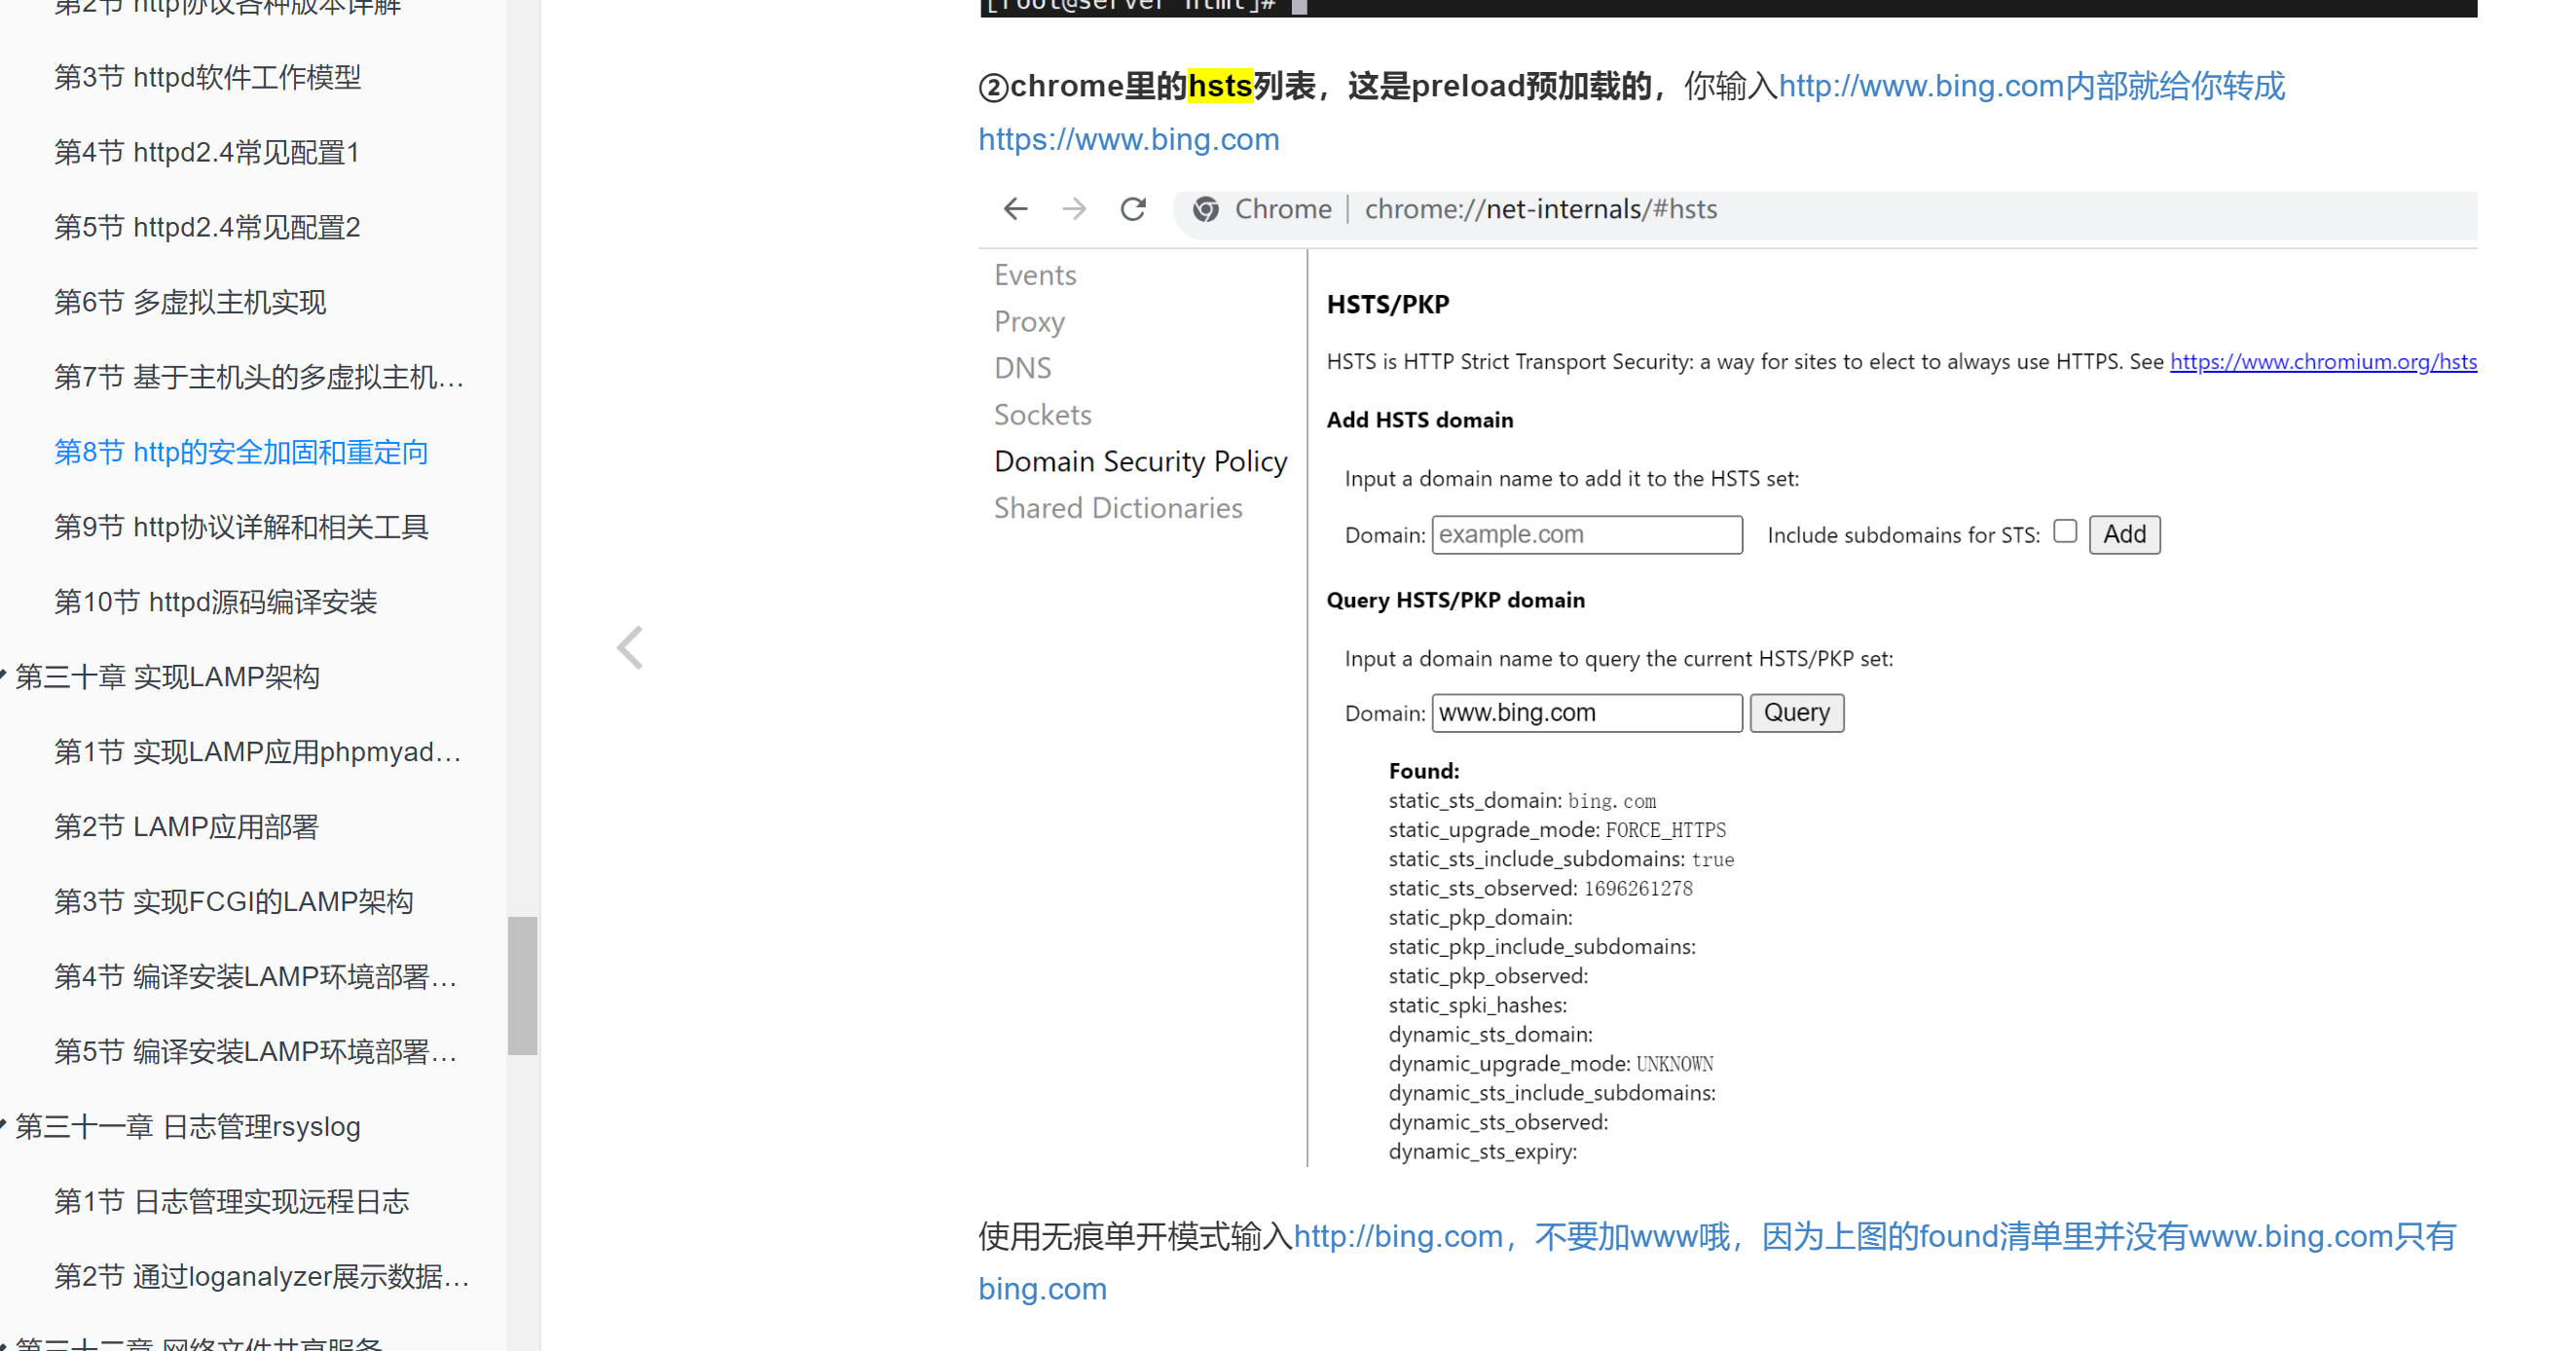 第2节 http协议各种版本详解
第3节 httpd软件工作模型
第4节 httpd2.4常见配置1
第5节 httpd2.4常见配置2
第6节 多虚拟主机实现
第7节 基于主机头的多虚拟主机...
第8节 http的安全加固和重定向
第9节 http协议详解和相关工具
第10节 httpd源码编译安装
第三十章 实现LAMP架构
第1节 实现LAMP应用phpmyad...
第2节 LAMP应用部署
第3节 实现FCGI的LAMP架构
第4节 编译安装LAMP环境部署...
第5节 编译安装LAMP环境部署...
第三十一章 日志管理rsyslog
第1节 日志管理实现远程日志
第2节 通过loganalyzer展示数据...
第三十二章 网络文件共享服务
[root@server html]#
②chrome里的hsts列表，这是preload预加载的，你输入http://www.bing.com内部就给你转成
https://www.bing.com
Chrome | chrome://net-internals/#hsts
Events
Proxy
DNS
Sockets
Domain Security Policy
Shared Dictionaries
HSTS/PKP
HSTS is HTTP Strict Transport Security: a way for sites to elect to always use HTTPS. See https://www.chromium.org/hsts
Add HSTS domain
Input a domain name to add it to the HSTS set:
Domain: example.com Include subdomains for STS: Add
Query HSTS/PKP domain
Input a domain name to query the current HSTS/PKP set:
Domain: www.bing.com Query
Found:
static_sts_domain: bing.com
static_upgrade_mode: FORCE_HTTPS
static_sts_include_subdomains: true
static_sts_observed: 1696261278
static_pkp_domain:
static_pkp_include_subdomains:
static_pkp_observed:
static_spki_hashes:
dynamic_sts_domain:
dynamic_upgrade_mode: UNKNOWN
dynamic_sts_include_subdomains:
dynamic_sts_observed:
dynamic_sts_expiry:
使用无痕单开模式输入http://bing.com，不要加www哦，因为上图的found清单里并没有www.bing.com只有
bing.com